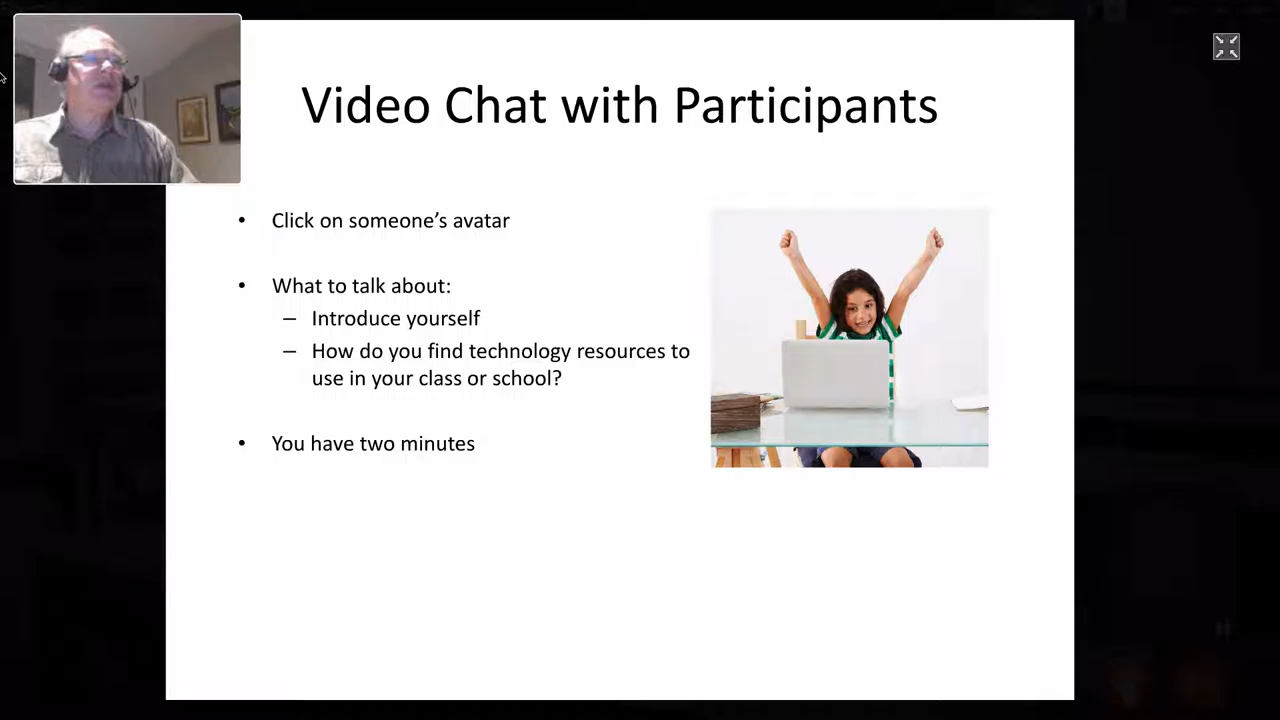 Video Chat with Participants
• Click on someone’s avatar
• What to talk about:
– Introduce yourself
– How do you find technology resources to
use in your class or school?
• You have two minutes